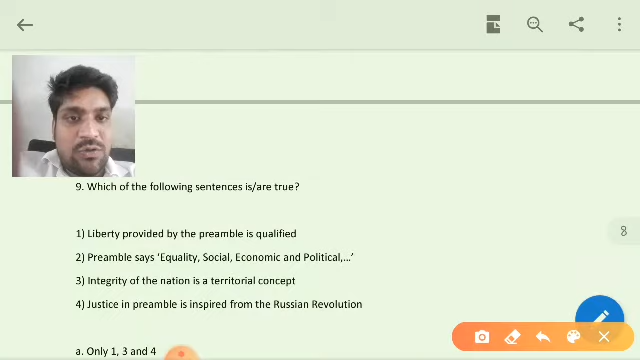 9. Which of the following sentences is/are true?
1) Liberty provided by the preamble is qualified
2) Preamble says ‘Equality, Social, Economic and Political,…’
8
3) Integrity of the nation is a territorial concept
4) Justice in preamble is inspired from the Russian Revolution
a. Only 1, 3 and 4